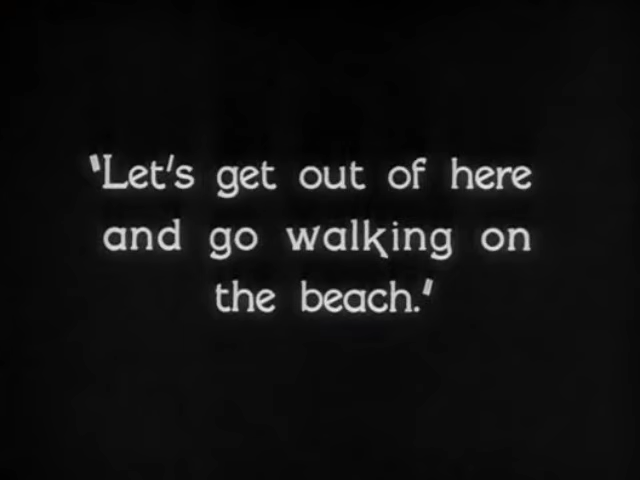 "Let's get out of here
and go walking on
the beach."